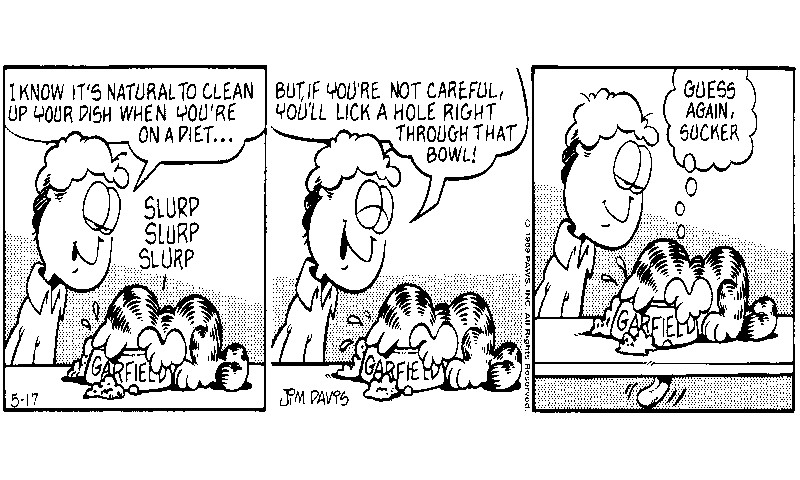 I KNOW IT'S NATURAL TO CLEAN
UP YOUR DISH WHEN YOU'RE
ON A DIET...
SLURP
SLURP
SLURP
GARFIELD
5-17
BUT, IF YOU'RE NOT CAREFUL,
YOU'LL LICK A HOLE RIGHT
THROUGH THAT
BOWL!
GARFIELD
JIM DAVIS
© 1989 PAWS, INC. All Rights Reserved.
GUESS
AGAIN,
SUCKER
GARFIELD